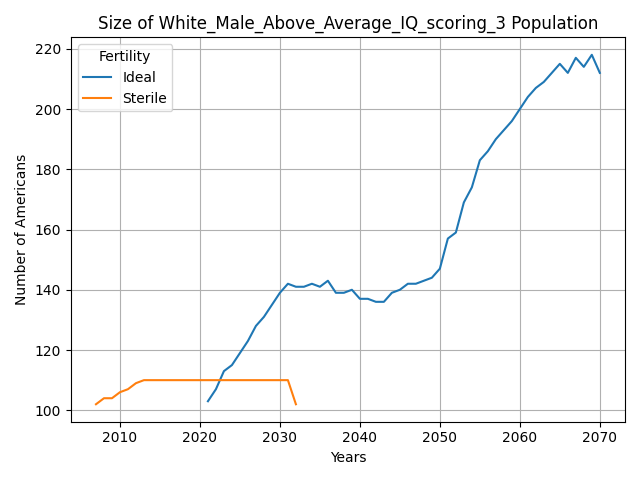 Size of White_Male_Above_Average_IQ_scoring_3 Population
Fertility
Ideal
Sterile
Number of Americans
220
200
180
160
140
120
100
2010 2020 2030 2040 2050 2060 2070
Years